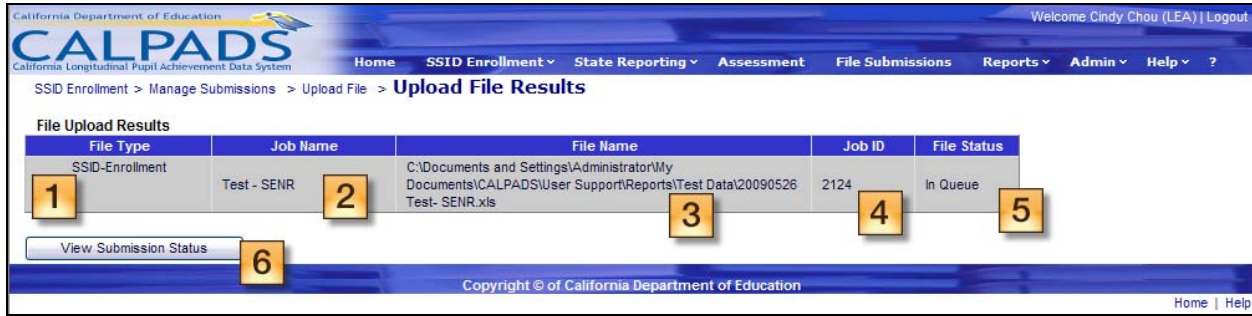 California Department of Education
Welcome Cindy Chou (LEA) | Logout
CALPADS
California Longitudinal Pupil Achievement Data System
Home SSID Enrollment State Reporting Assessment File Submissions Reports Admin Help ?
SSID Enrollment > Manage Submissions > Upload File > Upload File Results
File Upload Results
File Type Job Name File Name Job ID File Status
SSID-Enrollment
Test - SENR
C:\Documents and Settings\Administrator\My
Documents\CALPADS\User Support\Reports\Test Data\20090526
Test- SENR.xls
2124
In Queue
1
2
3
4
5
View Submission Status
6
Copyright © of California Department of Education
Home | Help